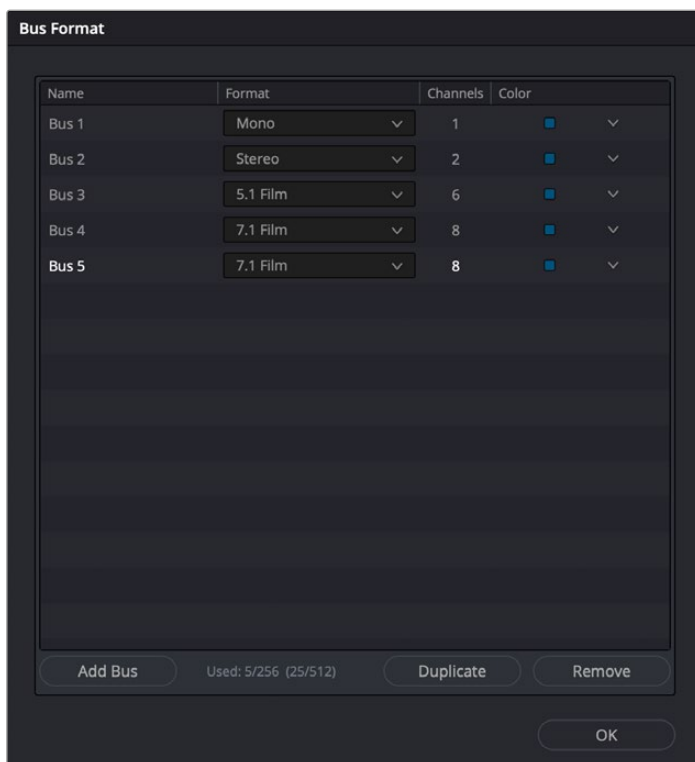 Bus Format
Name Format Channels Color
Bus 1 Mono 1
Bus 2 Stereo 2
Bus 3 5.1 Film 6
Bus 4 7.1 Film 8
Bus 5 7.1 Film 8
Add Bus Used: 5/256 (25/512) Duplicate Remove
OK